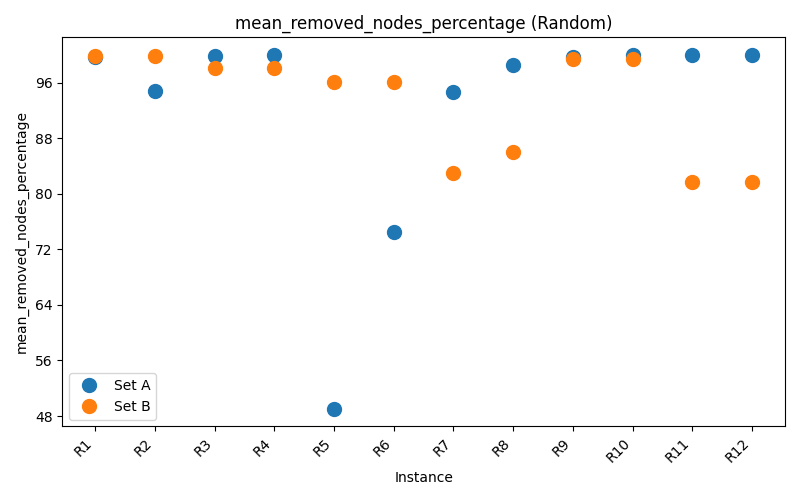 mean_removed_nodes_percentage (Random)
mean_removed_nodes_percentage
96
88
80
72
64
56
48
Set A
Set B
R1
R2
R3
R4
R5
R6
R7
R8
R9
R10
R11
R12
Instance